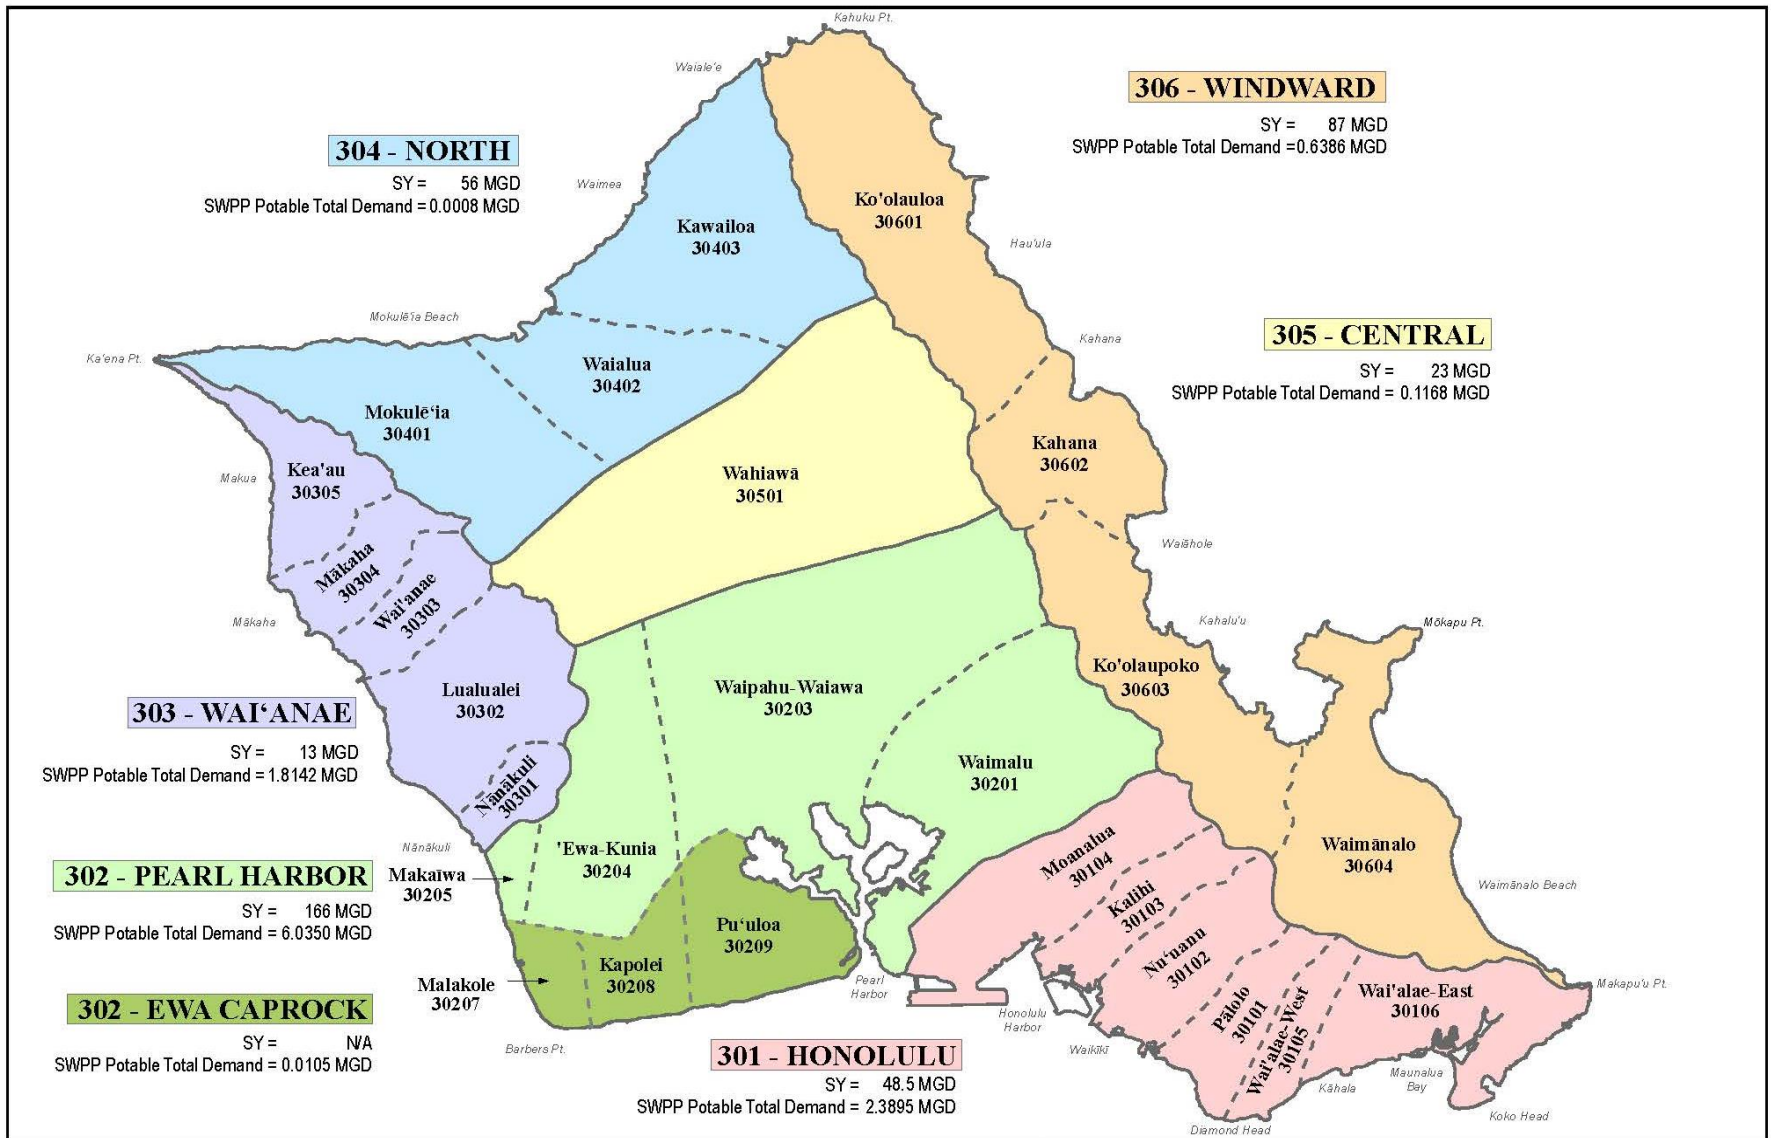 Kahuku Pt.
Waiale'e
306 - WINDWARD
SY = 87 MGD
SWPP Potable Total Demand =0.6386 MGD
304 - NORTH
SY = 56 MGD
SWPP Potable Total Demand = 0.0008 MGD
Waimea
Ko'olauloa
30601
Kawailoa
30403
Hau'ula
Mokulē'ia Beach
Kahana
305 - CENTRAL
SY = 23 MGD
SWPP Potable Total Demand = 0.1168 MGD
Ka'ena Pt.
Waialua
30402
Mokulē‘ia
30401
Kahana
30602
Kea'au
30305
Makua
Wahiawā
30501
Waiāhole
Mākaha
30304
Wai'anae
30303
Mākaha
Kahalu'u
Mōkapu Pt.
Ko'olaupoko
30603
Lualualei
30302
Waipahu-Waiawa
30203
303 - WAI‘ANAE
SY = 13 MGD
SWPP Potable Total Demand = 1.8142 MGD
Nānākuli
30301
Waimalu
30201
Nānākuli
'Ewa-Kunia
30204
Makaīwa
30205
Moanalua
30104
Waimānalo
30604
302 - PEARL HARBOR
SY = 166 MGD
SWPP Potable Total Demand = 6.0350 MGD
Kalihi
30103
Waimānalo Beach
Pu‘uloa
30209
Nu‘uanu
30102
Kapolei
30208
Malakole
30207
Pearl
Harbor
Wai'alae-East
30106
Makapu'u Pt.
302 - EWA CAPROCK
SY = N/A
SWPP Potable Total Demand = 0.0105 MGD
Honolulu
Harbor
Pālolo
30101
Wai'alae-West
30105
Barbers Pt.
Waikīkī
301 - HONOLULU
SY = 48.5 MGD
SWPP Potable Total Demand = 2.3895 MGD
Kāhala
Maunalua
Bay
Koko Head
Diamond Head